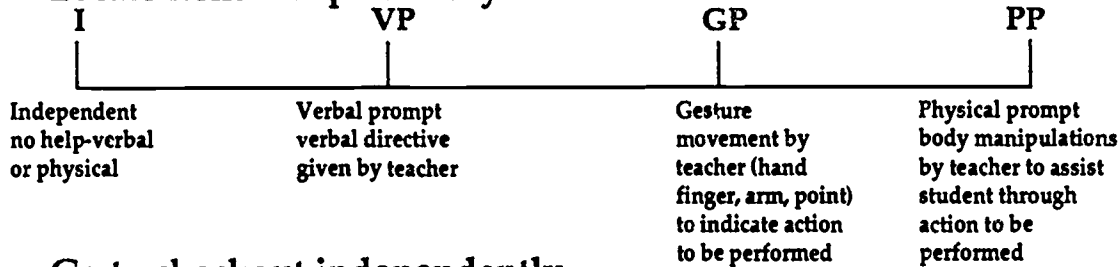 I VP GP PP
Independent
no help-verbal
or physical
Verbal prompt
verbal directive
given by teacher
Gesture
movement by
teacher (hand
finger, arm, point)
to indicate action
to be performed
Physical prompt
body manipulations
by teacher to assist
student through
action to be
performed